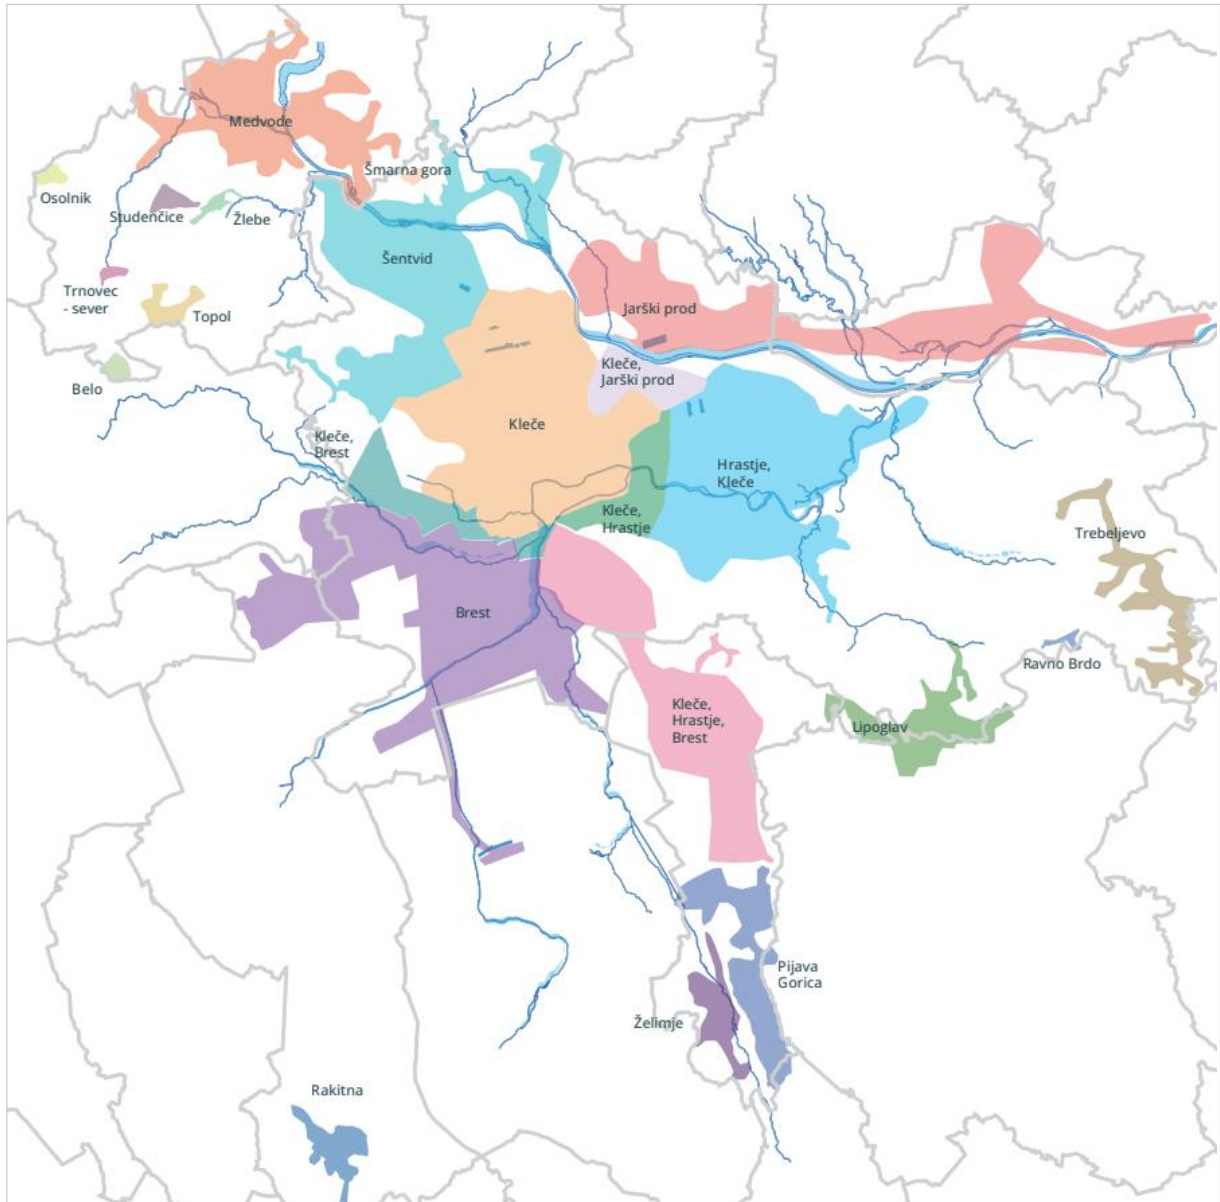 Medvode
Šmarna gora
Osolnik
Studenčice
Žlebe
Šentvid
Trnovec
- sever
Topol
Jarški prod
Kleče,
Jarški prod
Belo
Kleče
Kleče,
Brest
Hrastje,
Kleče
Kleče,
Hrastje
Trebeljevo
Brest
Ravno Brdo
Kleče,
Hrastje,
Brest
Lipoglav
Pijava
Gorica
Želimje
Rakitna